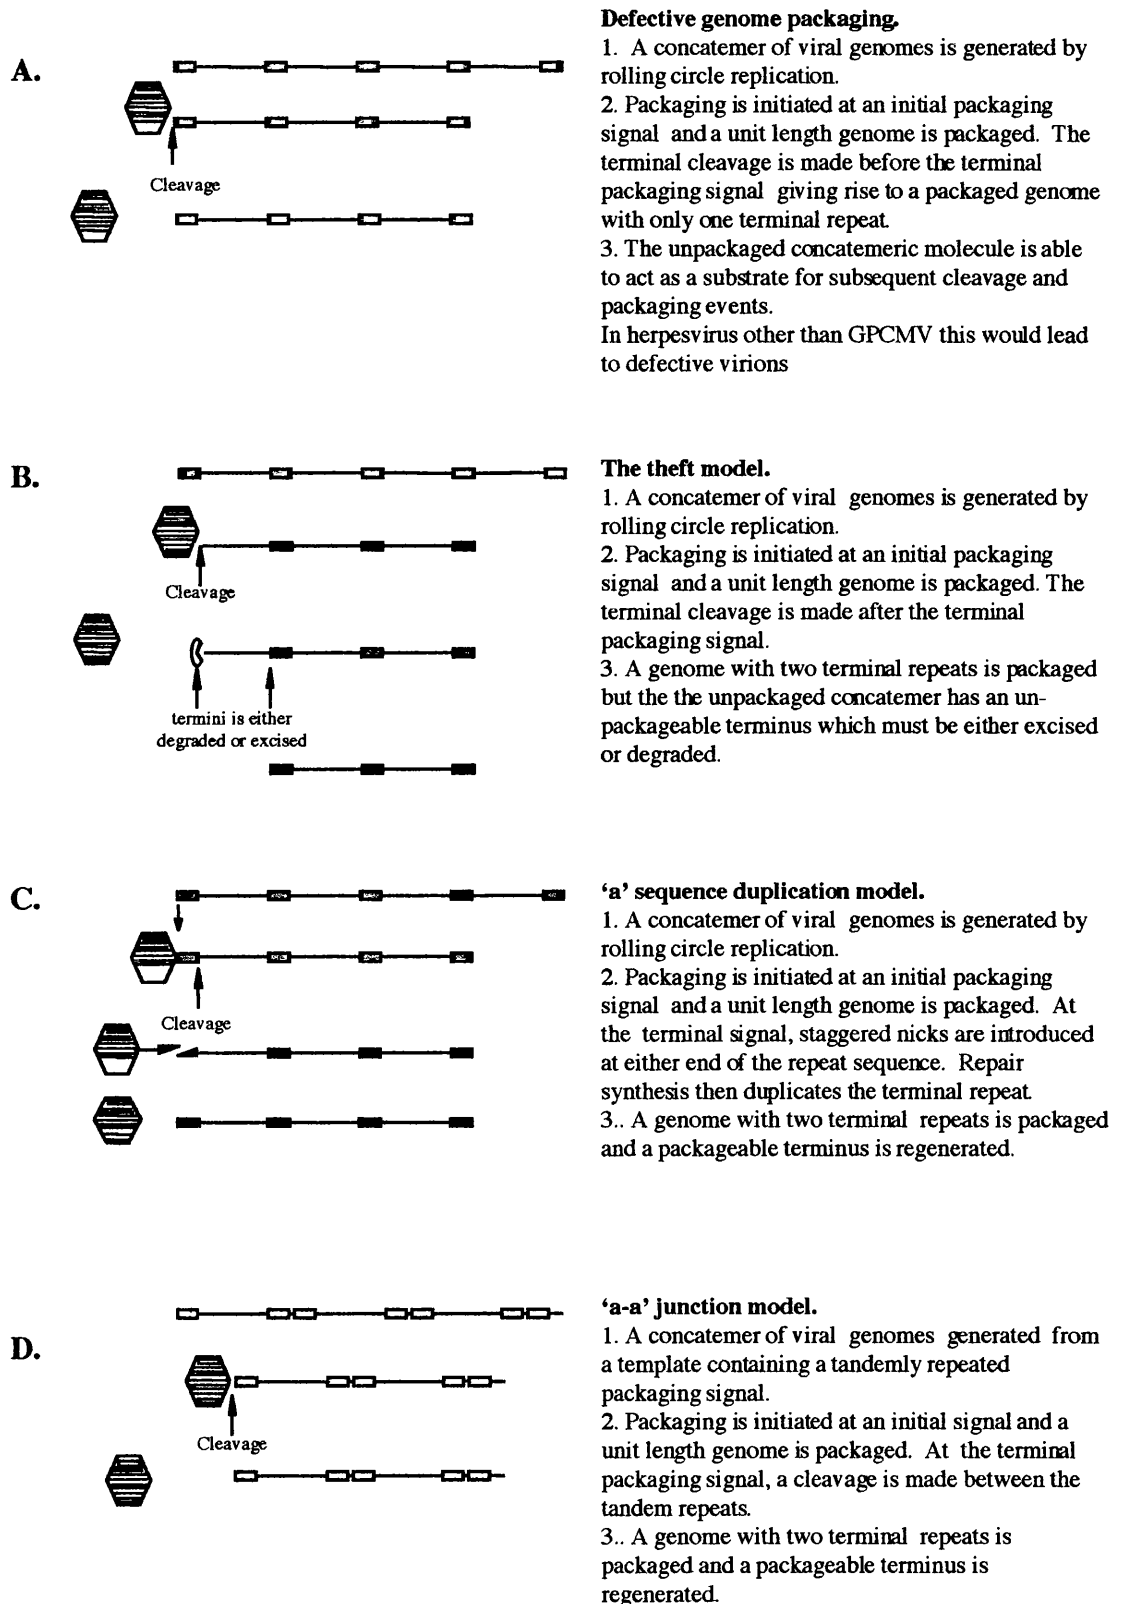 A.
Cleavage
Defective genome packaging.
1. A concatemer of viral genomes is generated by
rolling circle replication.
2. Packaging is initiated at an initial packaging
signal and a unit length genome is packaged. The
terminal cleavage is made before the terminal
packaging signal giving rise to a packaged genome
with only one terminal repeat.
3. The unpackaged concatemeric molecule is able
to act as a substrate for subsequent cleavage and
packaging events.
In herpesvirus other than GPCMV this would lead
to defective virions
B.
Cleavage
termini is either
degraded or excised
The theft model.
1. A concatemer of viral genomes is generated by
rolling circle replication.
2. Packaging is initiated at an initial packaging
signal and a unit length genome is packaged. The
terminal cleavage is made after the terminal
packaging signal.
3. A genome with two terminal repeats is packaged
but the the unpackaged concatemer has an un-
packageable terminus which must be either excised
or degraded.
C.
Cleavage
‘a’ sequence duplication model.
1. A concatemer of viral genomes is generated by
rolling circle replication.
2. Packaging is initiated at an initial packaging
signal and a unit length genome is packaged. At
the terminal signal, staggered nicks are introduced
at either end of the repeat sequence. Repair
synthesis then duplicates the terminal repeat.
3.. A genome with two terminal repeats is packaged
and a packageable terminus is regenerated.
D.
Cleavage
‘a-a’ junction model.
1. A concatemer of viral genomes generated from
a template containing a tandemly repeated
packaging signal.
2. Packaging is initiated at an initial signal and a
unit length genome is packaged. At the terminal
packaging signal, a cleavage is made between the
tandem repeats.
3.. A genome with two terminal repeats is
packaged and a packageable terminus is
regenerated.